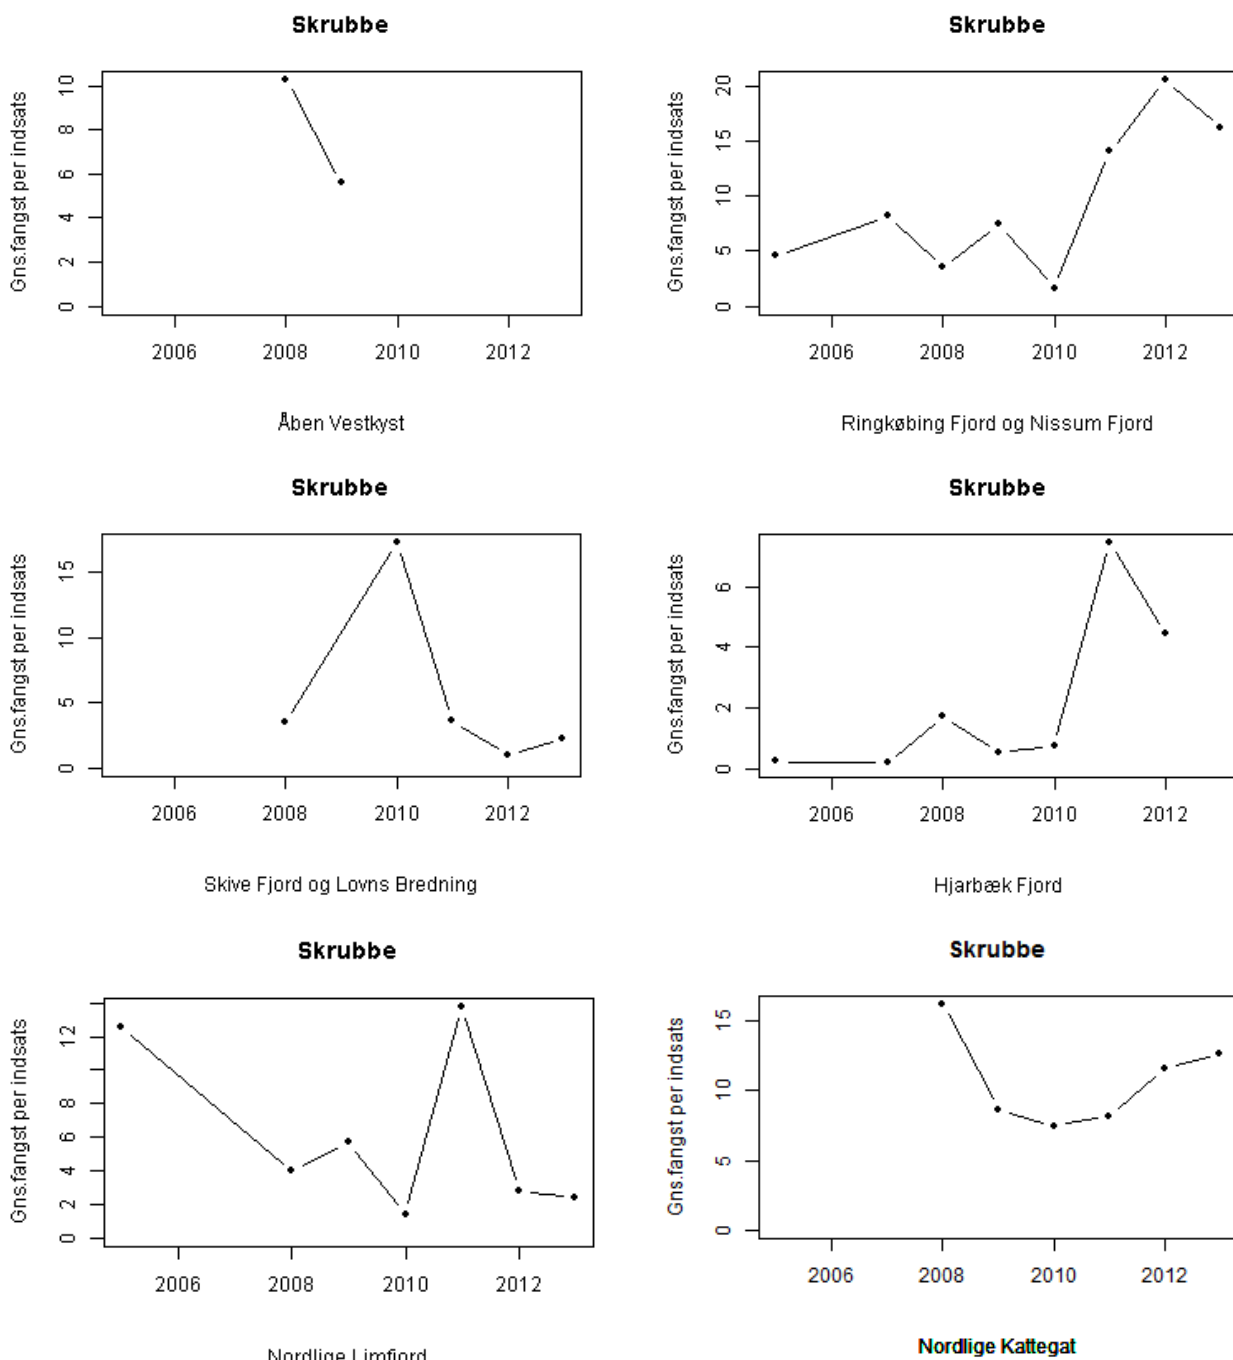 Skrubbe
Gns.fangst per indsats
10
8
6
4
2
0
2006 2008 2010 2012
Åben Vestkyst
Skrubbe
Gns.fangst per indsats
20
15
10
5
0
2006 2008 2010 2012
Ringkøbing Fjord og Nissum Fjord
Skrubbe
Gns.fangst per indsats
15
10
5
0
2006 2008 2010 2012
Skive Fjord og Lovns Bredning
Skrubbe
Gns.fangst per indsats
6
4
2
0
2006 2008 2010 2012
Hjarbæk Fjord
Skrubbe
Gns.fangst per indsats
12
8
6
4
2
0
2006 2008 2010 2012
Nordlige Limfjord
Skrubbe
Gns.fangst per indsats
15
10
5
0
2006 2008 2010 2012
Nordlige Kattegat